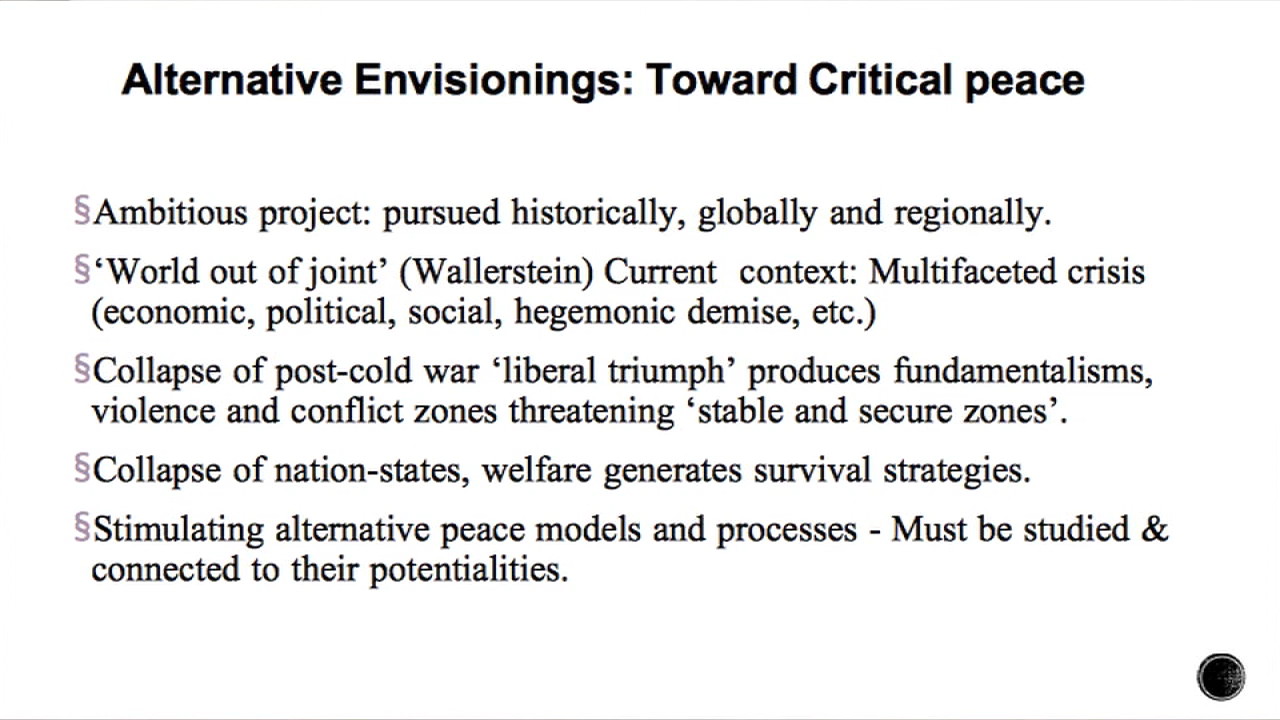 Alternative Envisionings: Toward Critical peace
§Ambitious project: pursued historically, globally and regionally.
§‘World out of joint’ (Wallerstein) Current  context: Multifaceted crisis
(economic, political, social, hegemonic demise, etc.)
§Collapse of post-cold war ‘liberal triumph’ produces fundamentalisms,
violence and conflict zones threatening ‘stable and secure zones’.
§Collapse of nation-states, welfare generates survival strategies.
§Stimulating alternative peace models and processes - Must be studied &
connected to their potentialities.